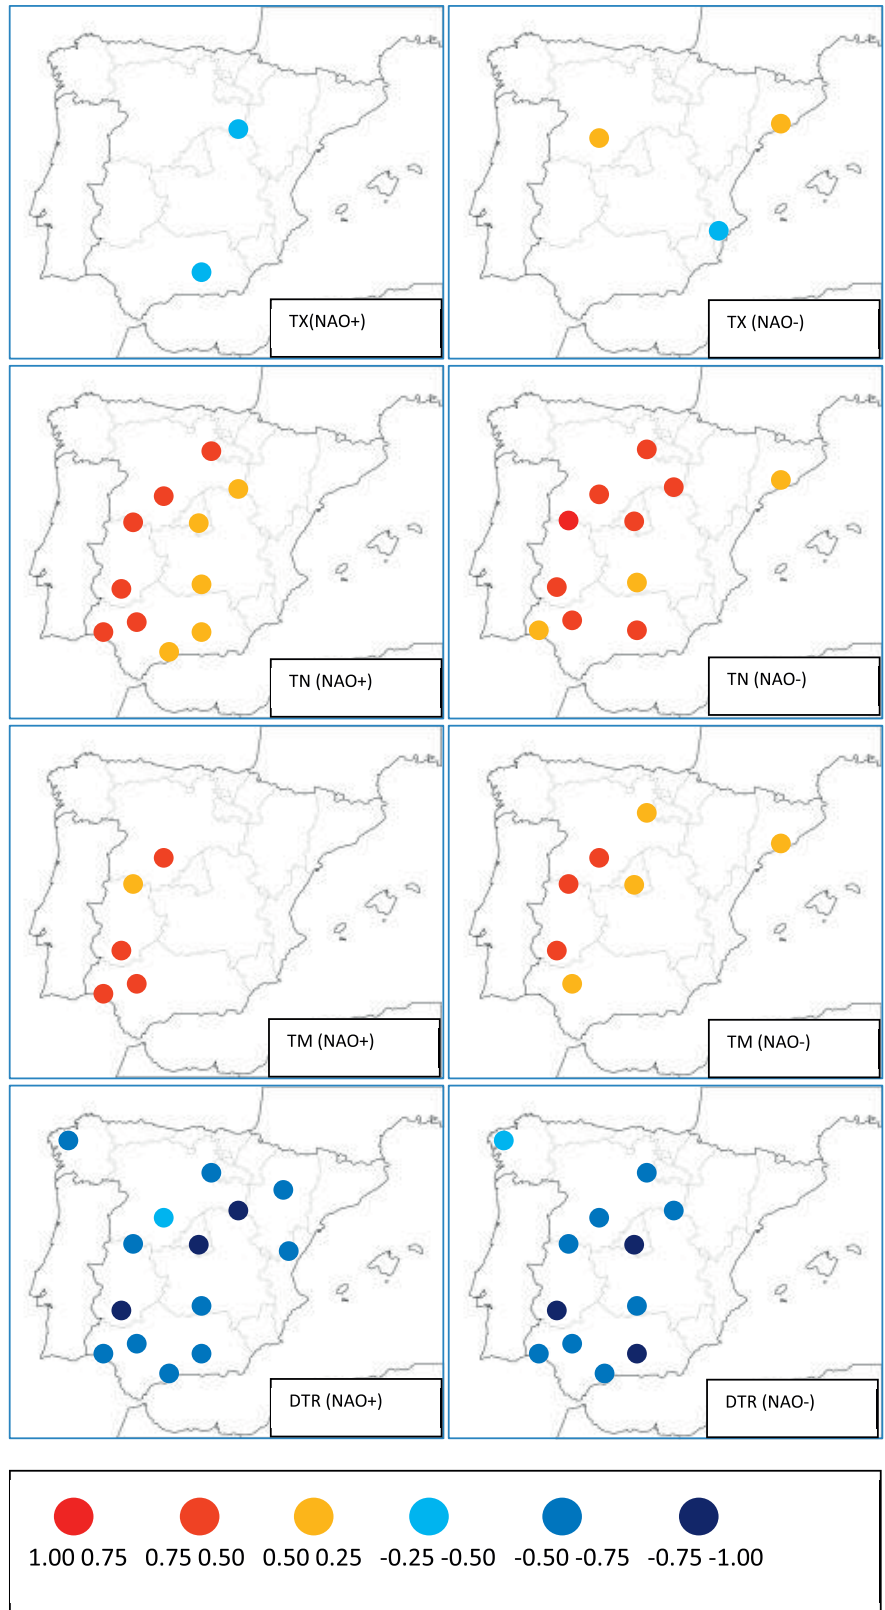 TX(NAO+)
TX (NAO-)
TN (NAO+)
TN (NAO-)
TM (NAO+)
TM (NAO-)
DTR (NAO+)
DTR (NAO-)
1.00 0.75 0.75 0.50 0.50 0.25 -0.25 -0.50 -0.50 -0.75 -0.75 -1.00